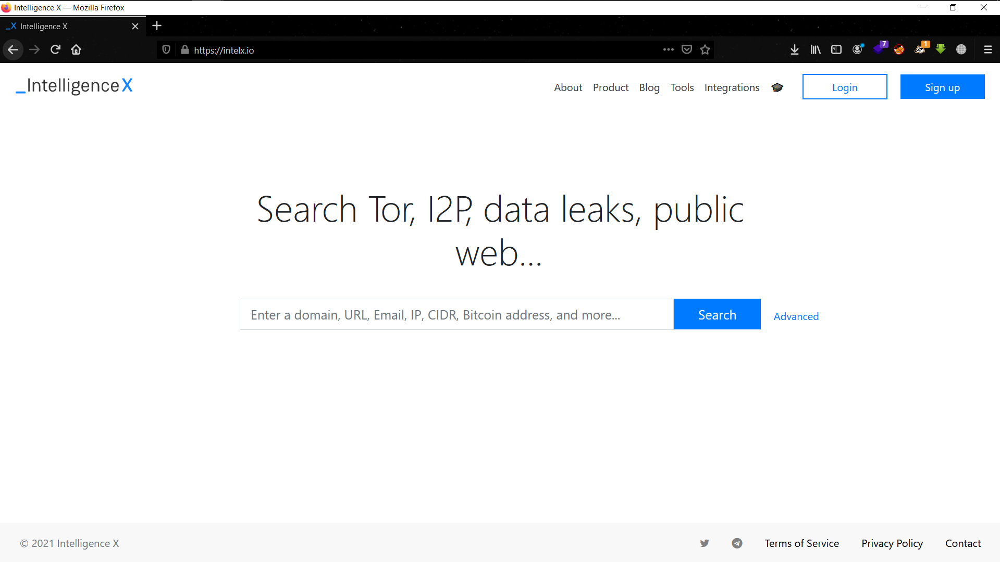 Intelligence X — Mozilla Firefox
_X Intelligence X
7
1
https://intelx.io
_IntelligenceX
About Product Blog Tools Integrations Login Sign up
Search Tor, I2P, data leaks, public
web...
Enter a domain, URL, Email, IP, CIDR, Bitcoin address, and more... Search Advanced
© 2021 Intelligence X Terms of Service Privacy Policy Contact